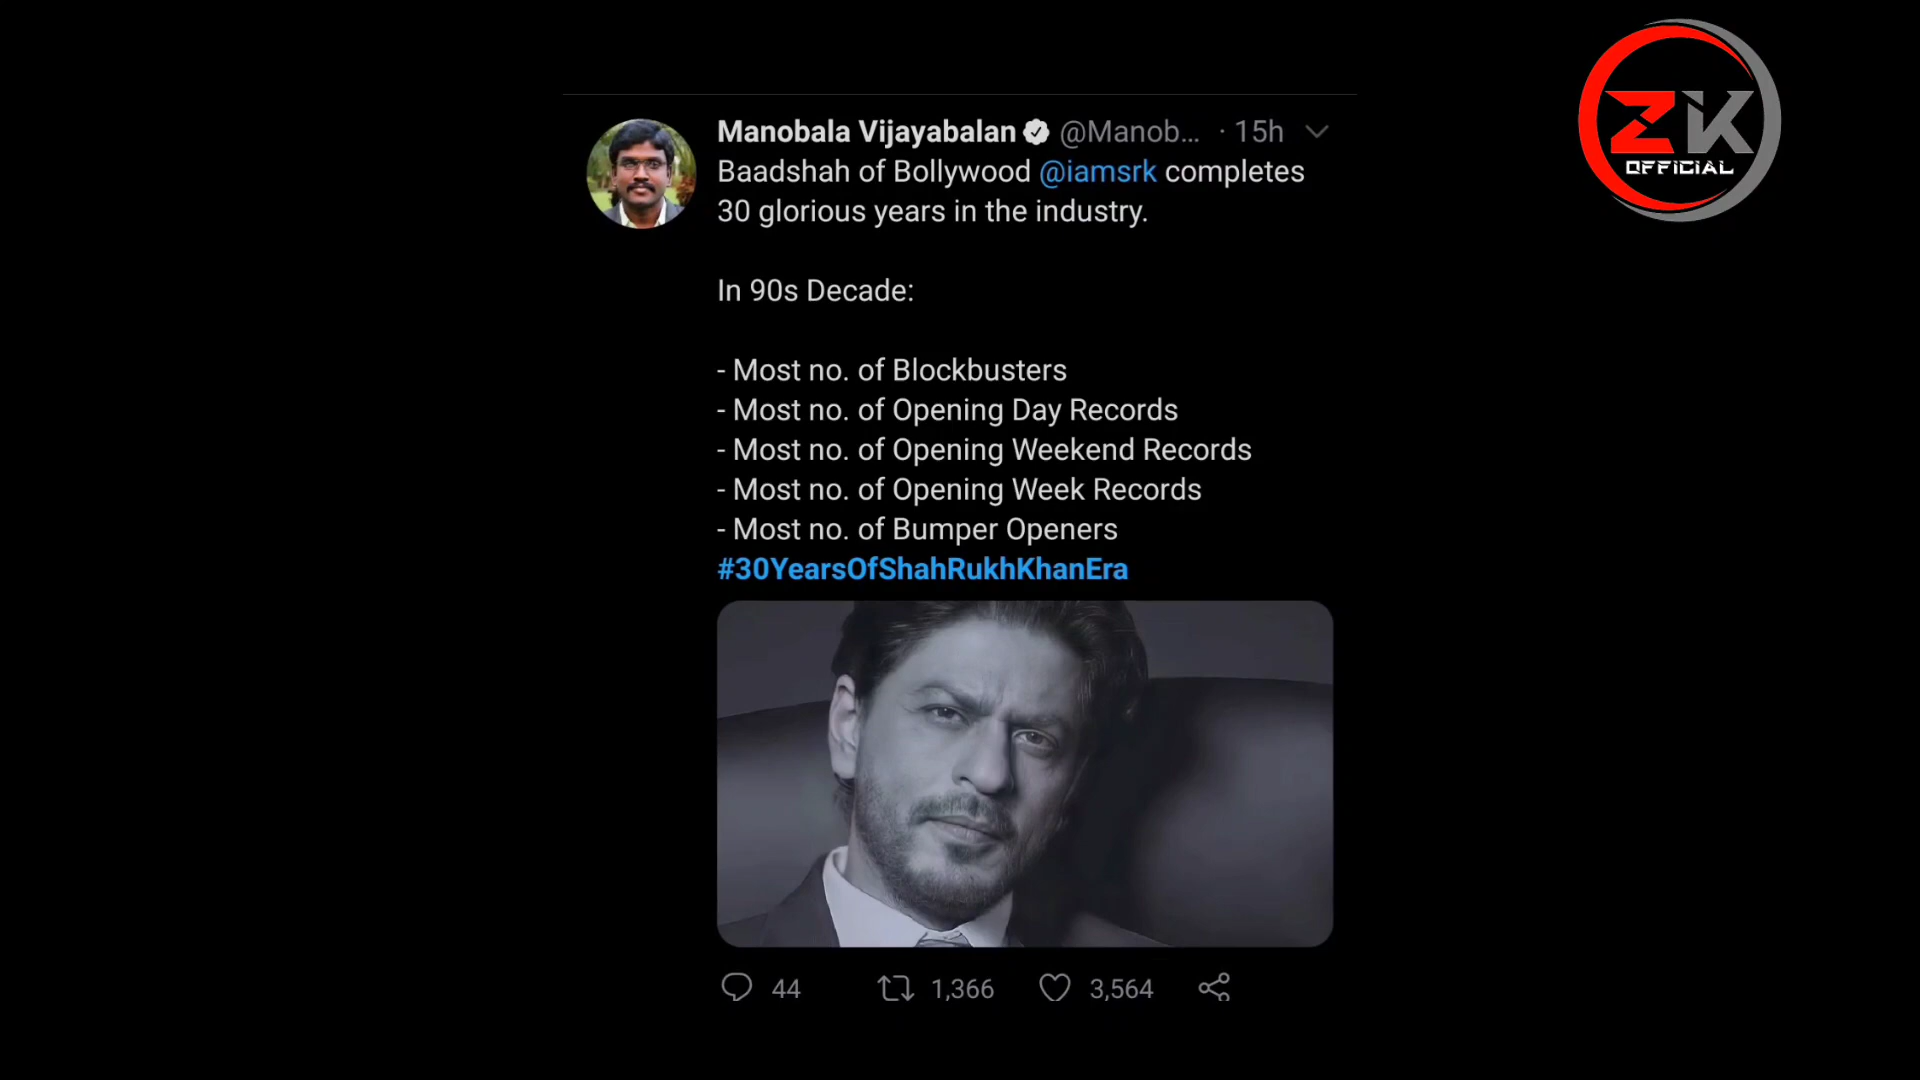 Manobala Vijayabalan @Manob... · 15h
Baadshah of Bollywood @iamsrk completes
30 glorious years in the industry.
In 90s Decade:
- Most no. of Blockbusters
- Most no. of Opening Day Records
- Most no. of Opening Weekend Records
- Most no. of Opening Week Records
- Most no. of Bumper Openers
#30YearsOfShahRukhKhanEra
44 1,366 3,564
ZK
OFFICIAL